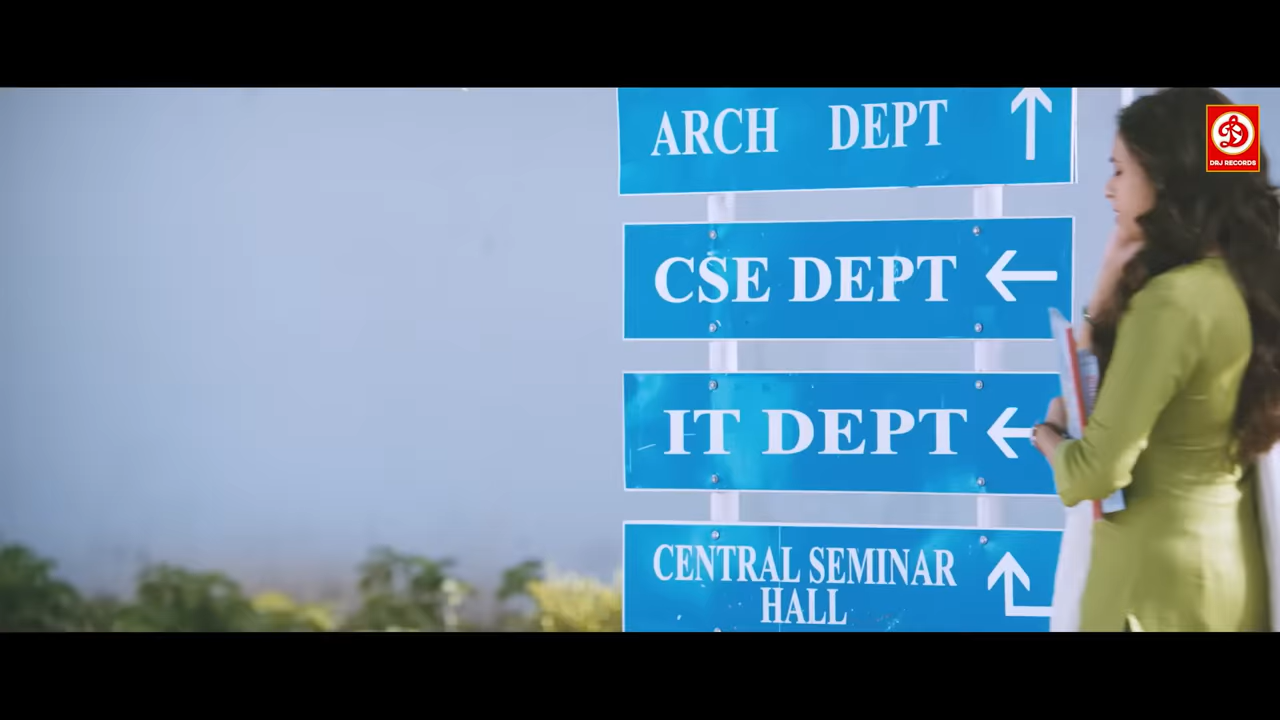 ARCH DEPT
CSE DEPT
IT DEPT
CENTRAL SEMINAR
HALL
DRJ RECORDS